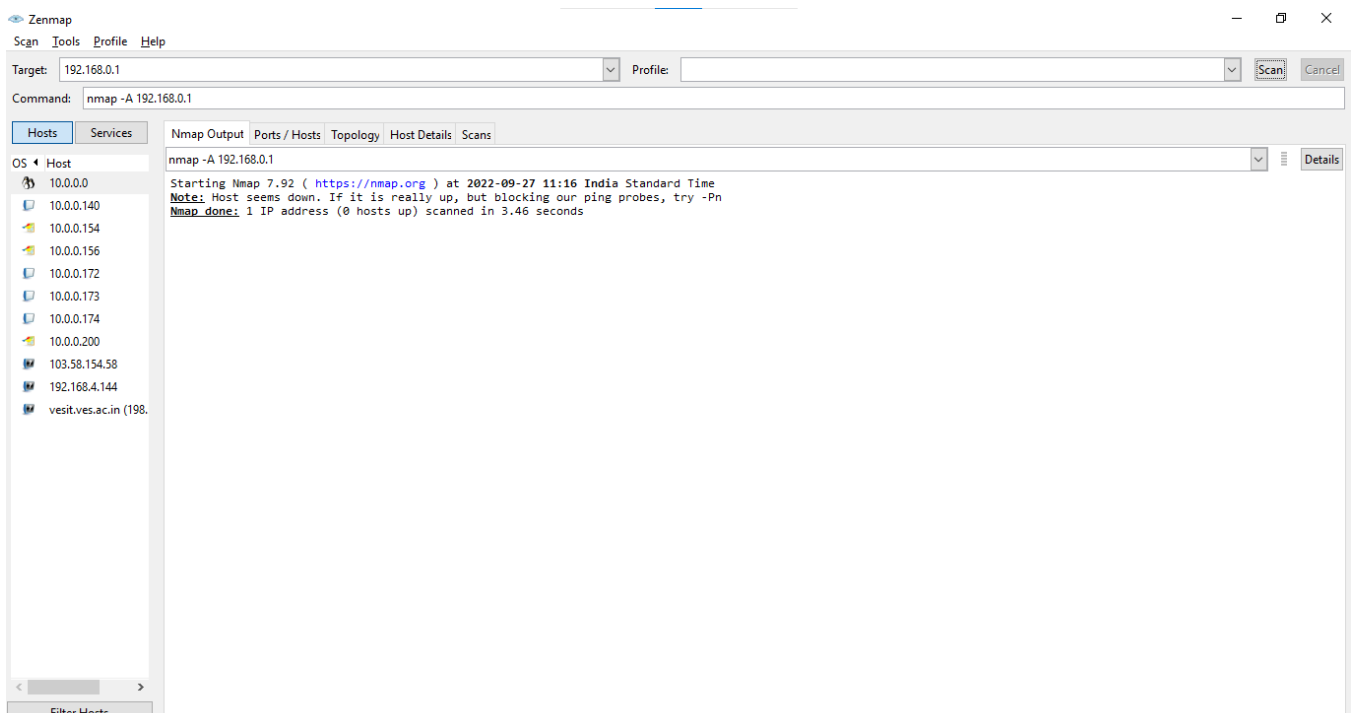 Zenmap
Scan Tools Profile Help
Target: 192.168.0.1 Profile: Scan Cancel
Command: nmap -A 192.168.0.1
Hosts Services Nmap Output Ports / Hosts Topology Host Details Scans
OS Host nmap -A 192.168.0.1 Details
10.0.0.0
10.0.0.140
10.0.0.154
10.0.0.156
10.0.0.172
10.0.0.173
10.0.0.174
10.0.0.200
103.58.154.58
192.168.4.144
vesit.ves.ac.in (198.
Starting Nmap 7.92 ( https://nmap.org ) at 2022-09-27 11:16 India Standard Time
Note: Host seems down. If it is really up, but blocking our ping probes, try -Pn
Nmap done: 1 IP address (0 hosts up) scanned in 3.46 seconds
Filter Hosts